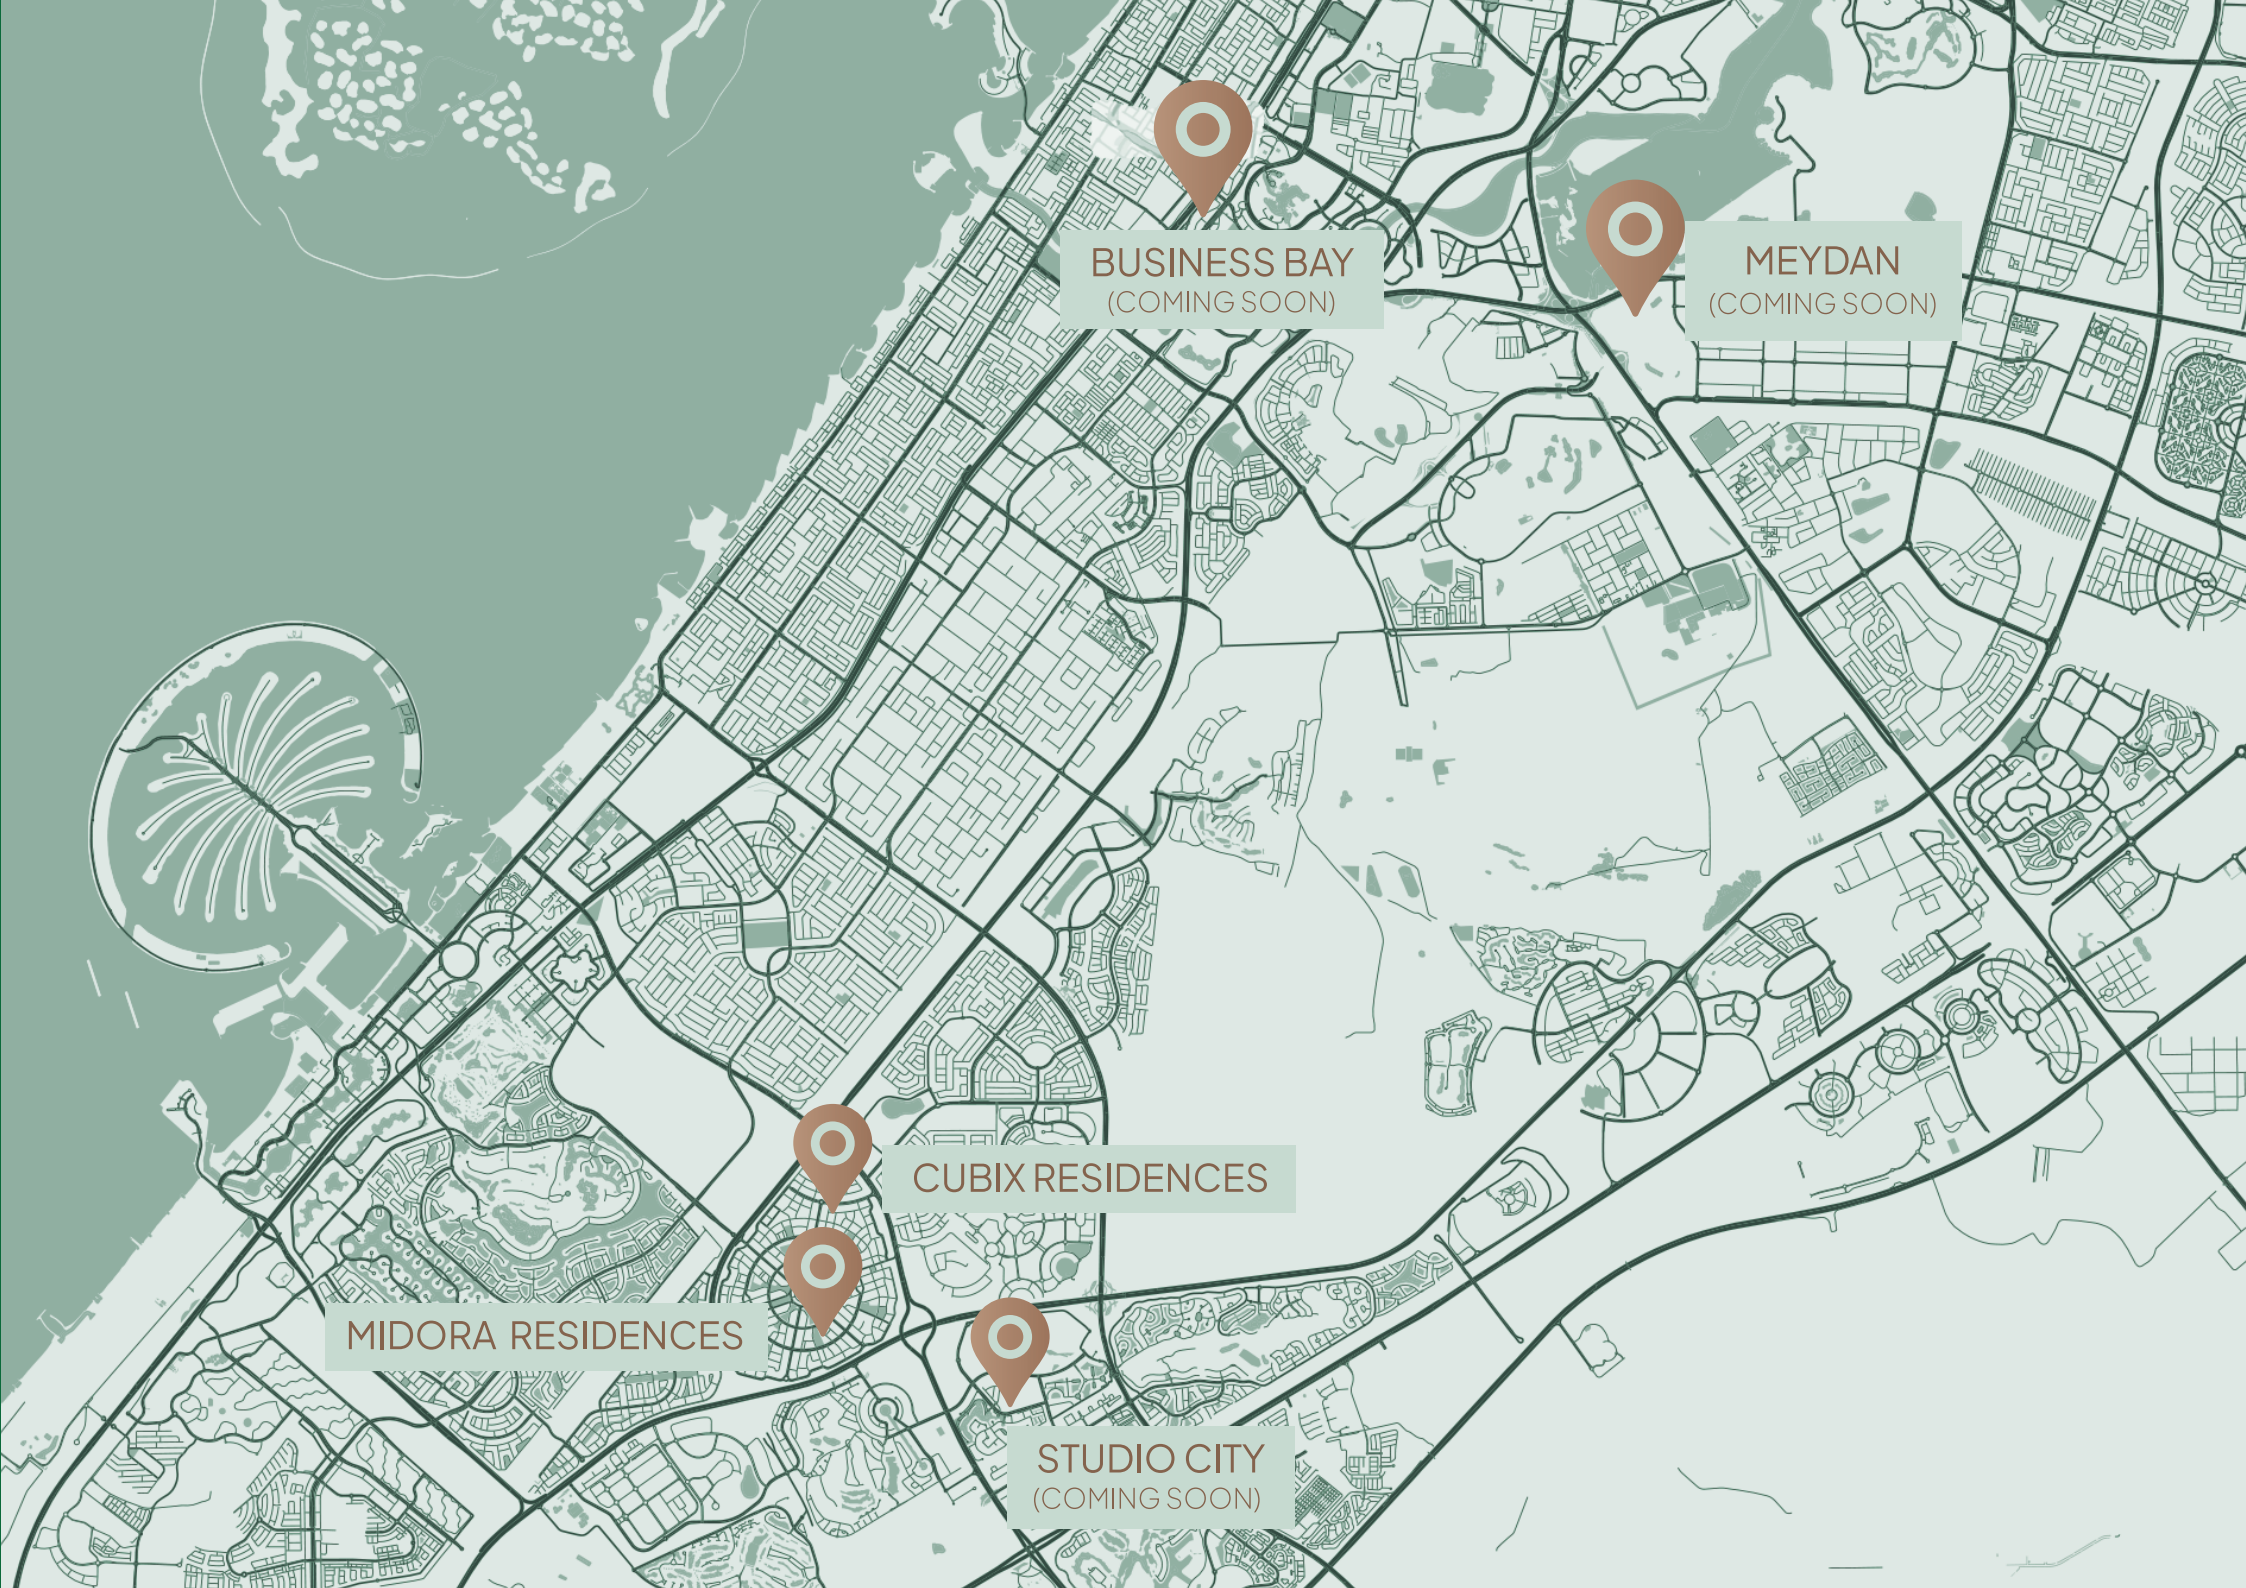 BUSINESS BAY
(COMING SOON)
MEYDAN
(COMING SOON)
CUBIX RESIDENCES
MIDORA RESIDENCES
STUDIO CITY
(COMING SOON)